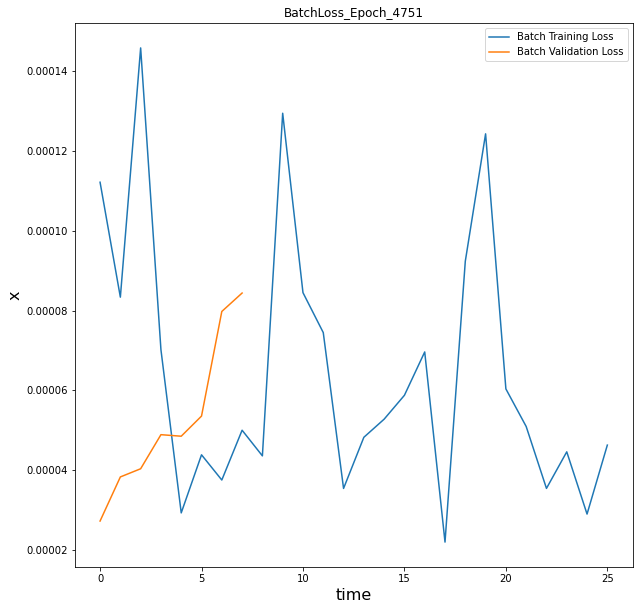 BatchLoss_Epoch_4751
Batch Training Loss
Batch Validation Loss
0.00014
0.00012
0.00010
0.00008
0.00006
0.00004
0.00002
x
0
5
10
15
20
25
time